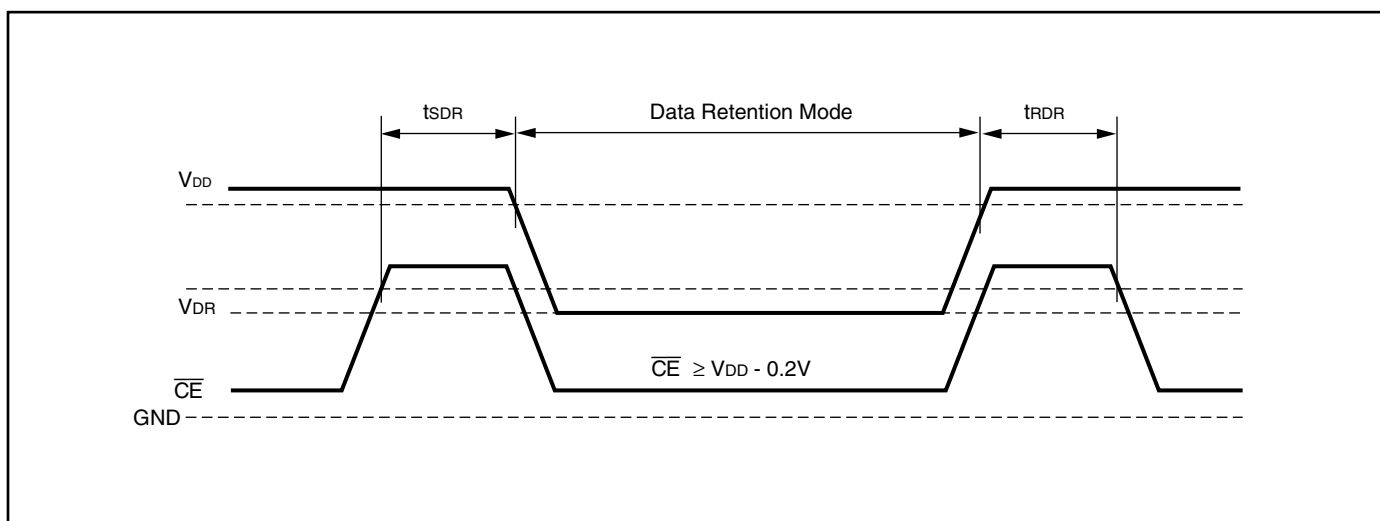 tSDR Data Retention Mode tRDR
VDD
VDR
CE ≥ VDD - 0.2V
CE
GND